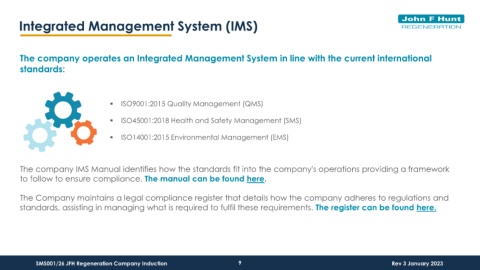 Integrated Management System (IMS)
John F Hunt
REGENERATION
The company operates an Integrated Management System in line with the current international
standards:
▪ ISO9001:2015 Quality Management (QMS)
▪ ISO45001:2018 Health and Safety Management (SMS)
▪ ISO14001:2015 Environmental Management (EMS)
The company IMS Manual identifies how the standards fit into the company's operations providing a framework
to follow to ensure compliance. The manual can be found here.
The Company maintains a legal compliance register that details how the company adheres to regulations and
standards, assisting in managing what is required to fulfil these requirements. The register can be found here.
SMS001/26 JFH Regeneration Company Induction
9
Rev 3 January 2023